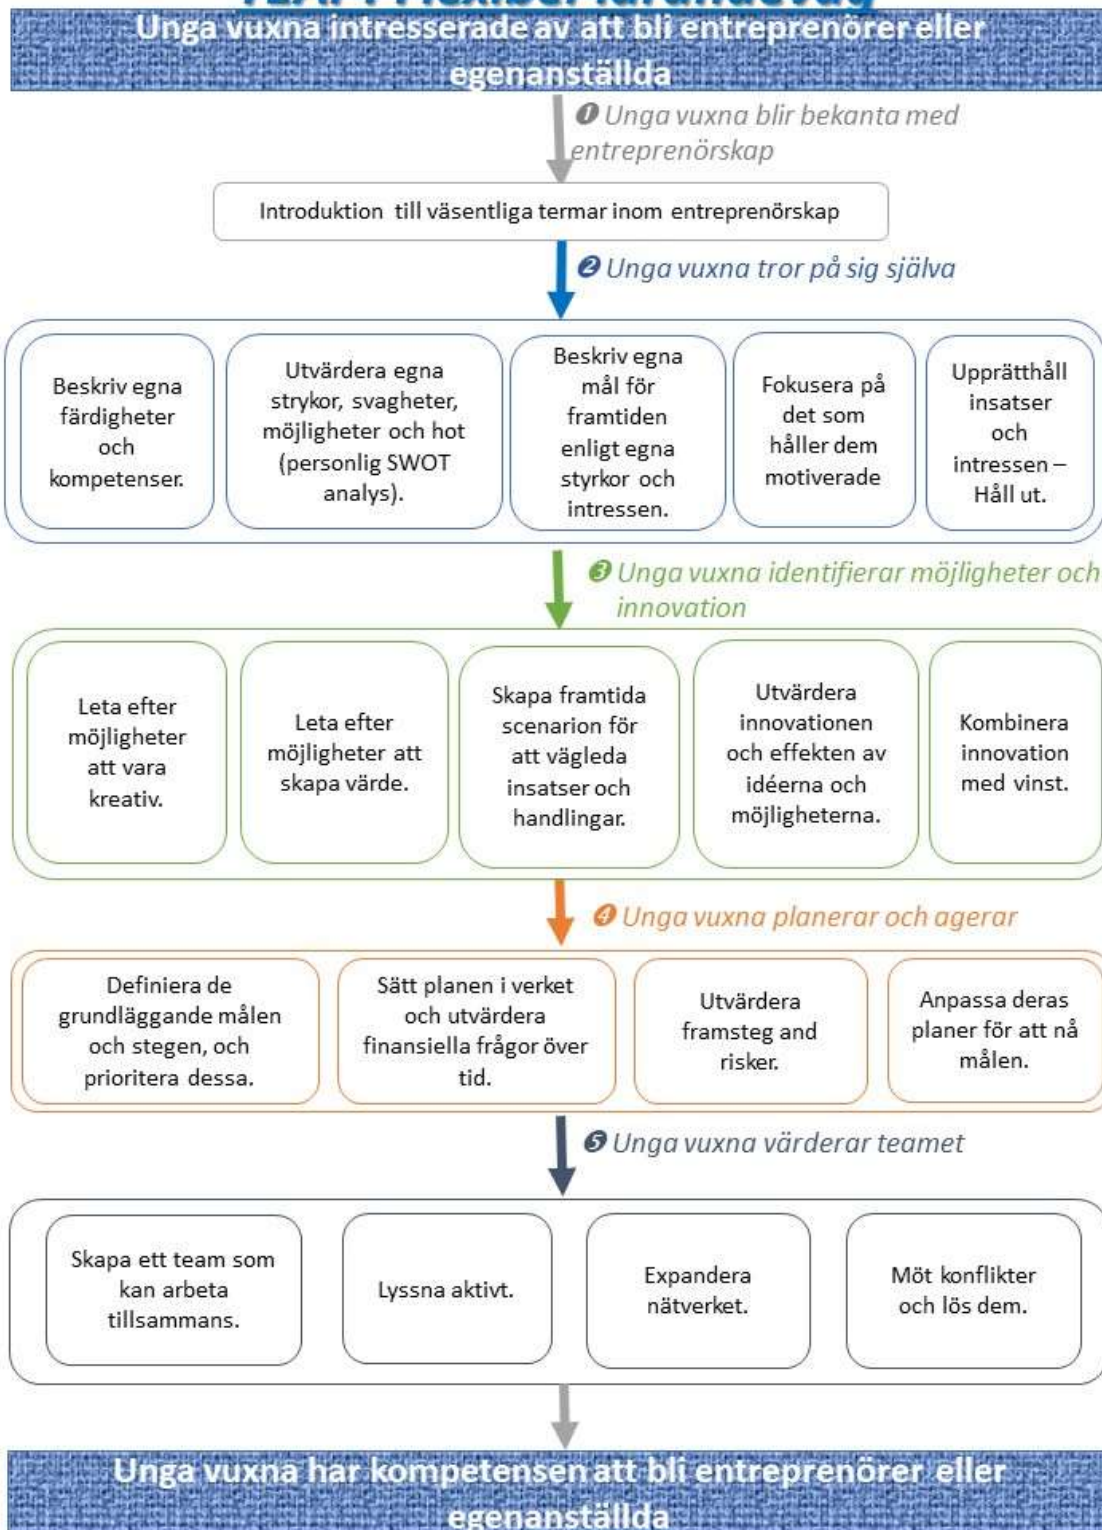 Flexibel lärandeväg
Unga vuxna intresserade av att bli entreprenörer eller
egenanställda
❶ Unga vuxna blir bekanta med
entreprenörskap
Introduktion till väsentliga termar inom entreprenörskap
❷ Unga vuxna tror på sig själva
Beskriv egna
färdigheter
och
kompetenser.
Utvärdera egna
strykor, svagheter,
möjligheter och hot
(personlig SWOT
analys).
Beskriv egna
mål för
framtiden
enligt egna
styrkor och
intressen.
Fokusera på
det som
håller dem
motiverade
Upprätthåll
insatser
och
intressen –
Håll ut.
❸ Unga vuxna identifierar möjligheter och
innovation
Leta efter
möjligheter
att vara
kreativ.
Leta efter
möjligheter att
skapa värde.
Skapa framtida
scenarion för
att vägleda
insatser och
handlingar.
Utvärdera
innovationen
och effekten av
idéerna och
möjligheterna.
Kombinera
innovation
med vinst.
❹ Unga vuxna planerar och agerar
Definiera de
grundläggande målen
och stegen, och
prioritera dessa.
Sätt planen i verket
och utvärdera
finansiella frågor över
tid.
Utvärdera
framsteg and
risker.
Anpassa deras
planer för att nå
målen.
❺ Unga vuxna värderar teamet
Skapa ett team som
kan arbeta
tillsammans.
Lyssna aktivt.
Expandera
nätverket.
Möt konflikter
och lös dem.
Unga vuxna har kompetensen att bli entreprenörer eller
egenanställda